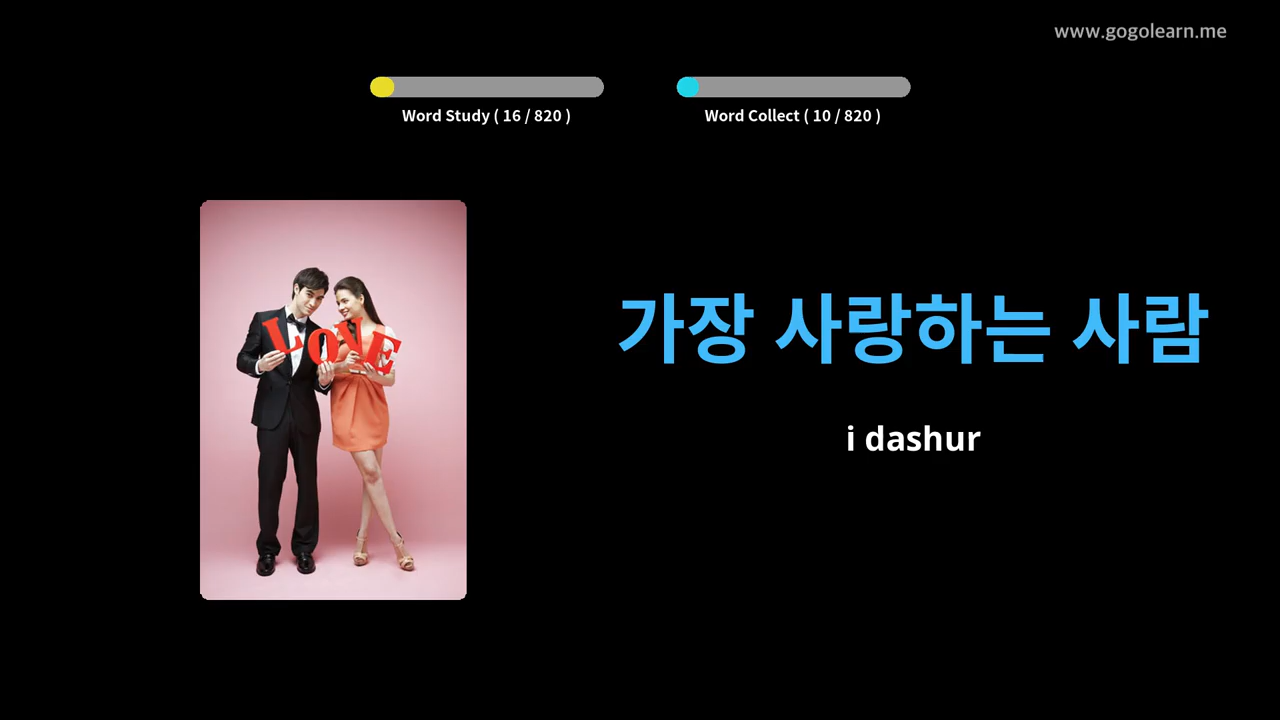 www.gogolearn.me
Word Study ( 16 / 820 )
Word Collect ( 10 / 820 )
LOVE
가장 사랑하는 사람
i dashur